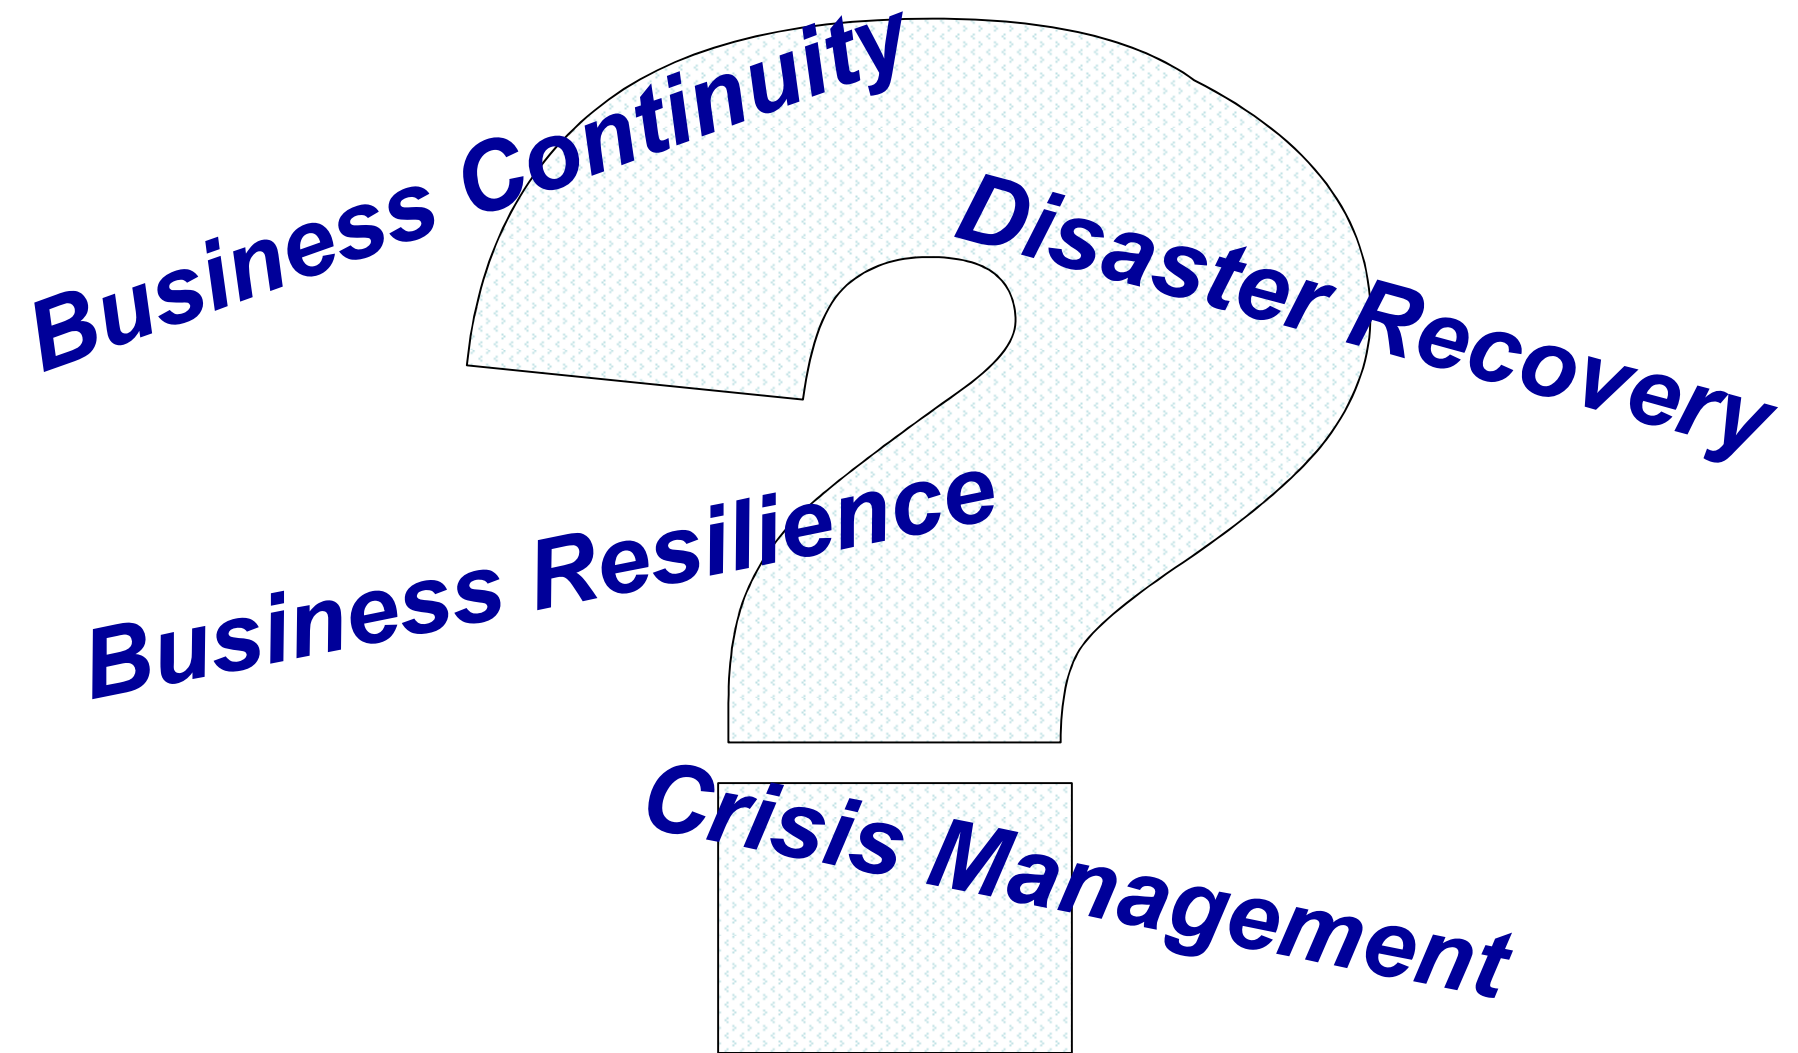 Business Continuity
Disaster Recovery
Business Resilience
Crisis Management